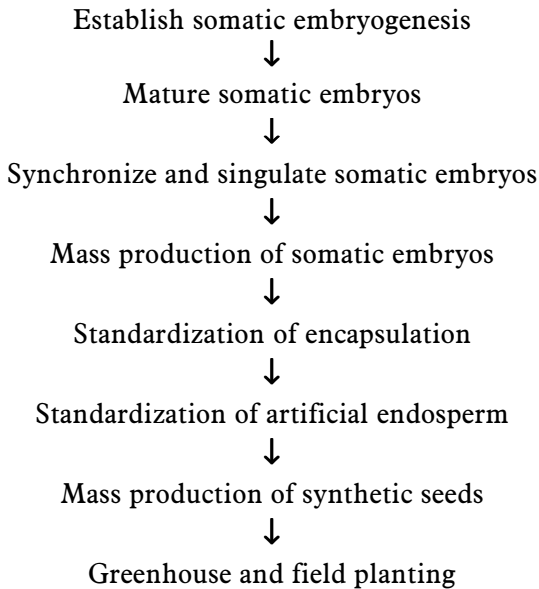 Establish somatic embryogenesis
↓
Mature somatic embryos
↓
Synchronize and singulate somatic embryos
↓
Mass production of somatic embryos
↓
Standardization of encapsulation
↓
Standardization of artificial endosperm
↓
Mass production of synthetic seeds
↓
Greenhouse and field planting